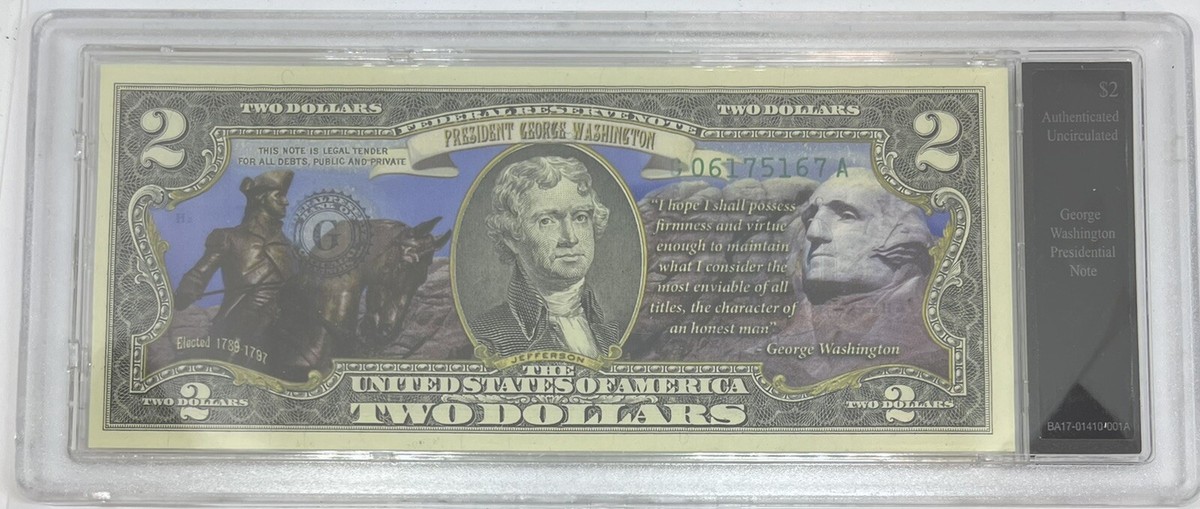 2 TWO DOLLARS FEDERAL RESERVE NOTE TWO DOLLARS 2
PRESIDENT GEORGE WASHINGTON
THIS NOTE IS LEGAL TENDER
FOR ALL DEBTS, PUBLIC AND PRIVATE
G 06175167 A
G
"I hope I shall possess
firmness and virtue
enough to maintain
what I consider the
most enviable of all
titles, the character of
an honest man"
George Washington
Elected 1789-1797
JEFFERSON
THE
UNITED STATES OF AMERICA
TWO DOLLARS
TWO DOLLARS
2
TWO DOLLARS
2
$2
Authenticated
Uncirculated
George
Washington
Presidential
Note
BA17-01410-001A